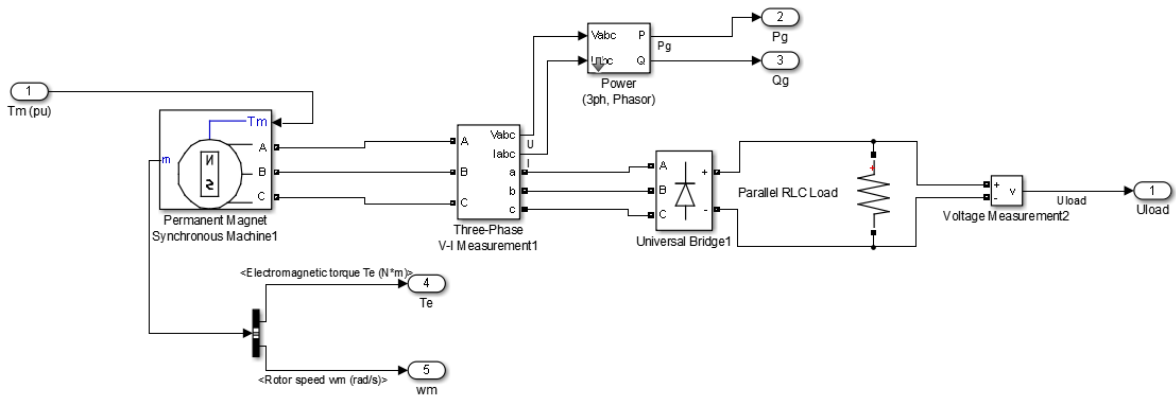 2
Pg
Vabc
P
Pg
Q
3
Qg
Power
(3ph, Phasor)
1
Tm (pu)
Tm
m
A
B
C
N
S
Permanent Magnet
Synchronous Machine1
A
B
C
Vabc
Iabc
a
b
c
U
I
Three-Phase
V-I Measurement1
A
B
C
+
-
Universal Bridge1
Parallel RLC Load
+
+
-
v
Voltage Measurement2
Uload
1
Uload
<Electromagnetic torque Te (N*m)>
4
Te
<Rotor speed wm (rad/s)>
5
wm